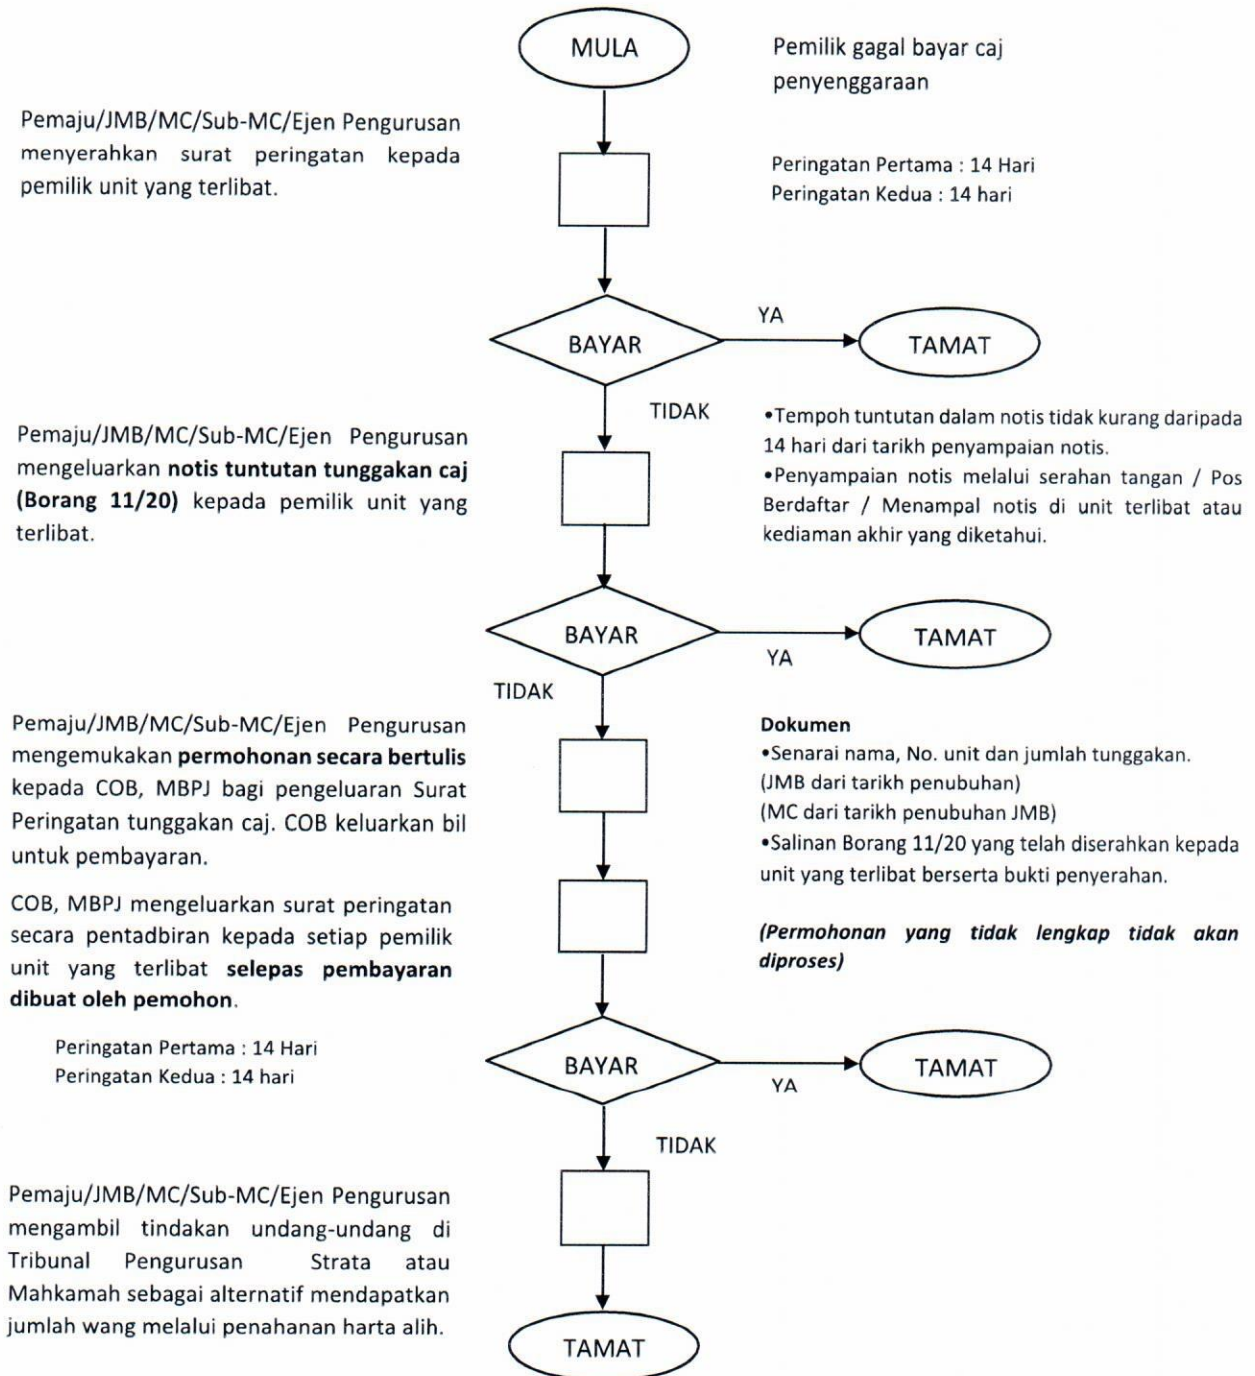 MULA
Pemilik gagal bayar caj
penyenggaraan
Pemaju/JMB/MC/Sub-MC/Ejen Pengurusan
menyerahkan surat peringatan kepada
pemilik unit yang terlibat.
Peringatan Pertama : 14 Hari
Peringatan Kedua : 14 hari
BAYAR
YA
TAMAT
TIDAK
Pemaju/JMB/MC/Sub-MC/Ejen Pengurusan
mengeluarkan notis tuntutan tunggakan caj
(Borang 11/20) kepada pemilik unit yang
terlibat.
•Tempoh tuntutan dalam notis tidak kurang daripada
14 hari dari tarikh penyampaian notis.
•Penyampaian notis melalui serahan tangan / Pos
Berdaftar / Menampal notis di unit terlibat atau
kediaman akhir yang diketahui.
BAYAR
YA
TAMAT
TIDAK
Pemaju/JMB/MC/Sub-MC/Ejen Pengurusan
mengemukakan permohonan secara bertulis
kepada COB, MBPJ bagi pengeluaran Surat
Peringatan tunggakan caj. COB keluarkan bil
untuk pembayaran.
Dokumen
•Senarai nama, No. unit dan jumlah tunggakan.
(JMB dari tarikh penubuhan)
(MC dari tarikh penubuhan JMB)
•Salinan Borang 11/20 yang telah diserahkan kepada
unit yang terlibat berserta bukti penyerahan.
(Permohonan yang tidak lengkap tidak akan
diproses)
COB, MBPJ mengeluarkan surat peringatan
secara pentadbiran kepada setiap pemilik
unit yang terlibat selepas pembayaran
dibuat oleh pemohon.
Peringatan Pertama : 14 Hari
Peringatan Kedua : 14 hari
BAYAR
YA
TAMAT
TIDAK
Pemaju/JMB/MC/Sub-MC/Ejen Pengurusan
mengambil tindakan undang-undang di
Tribunal Pengurusan Strata atau
Mahkamah sebagai alternatif mendapatkan
jumlah wang melalui penahanan harta alih.
TAMAT